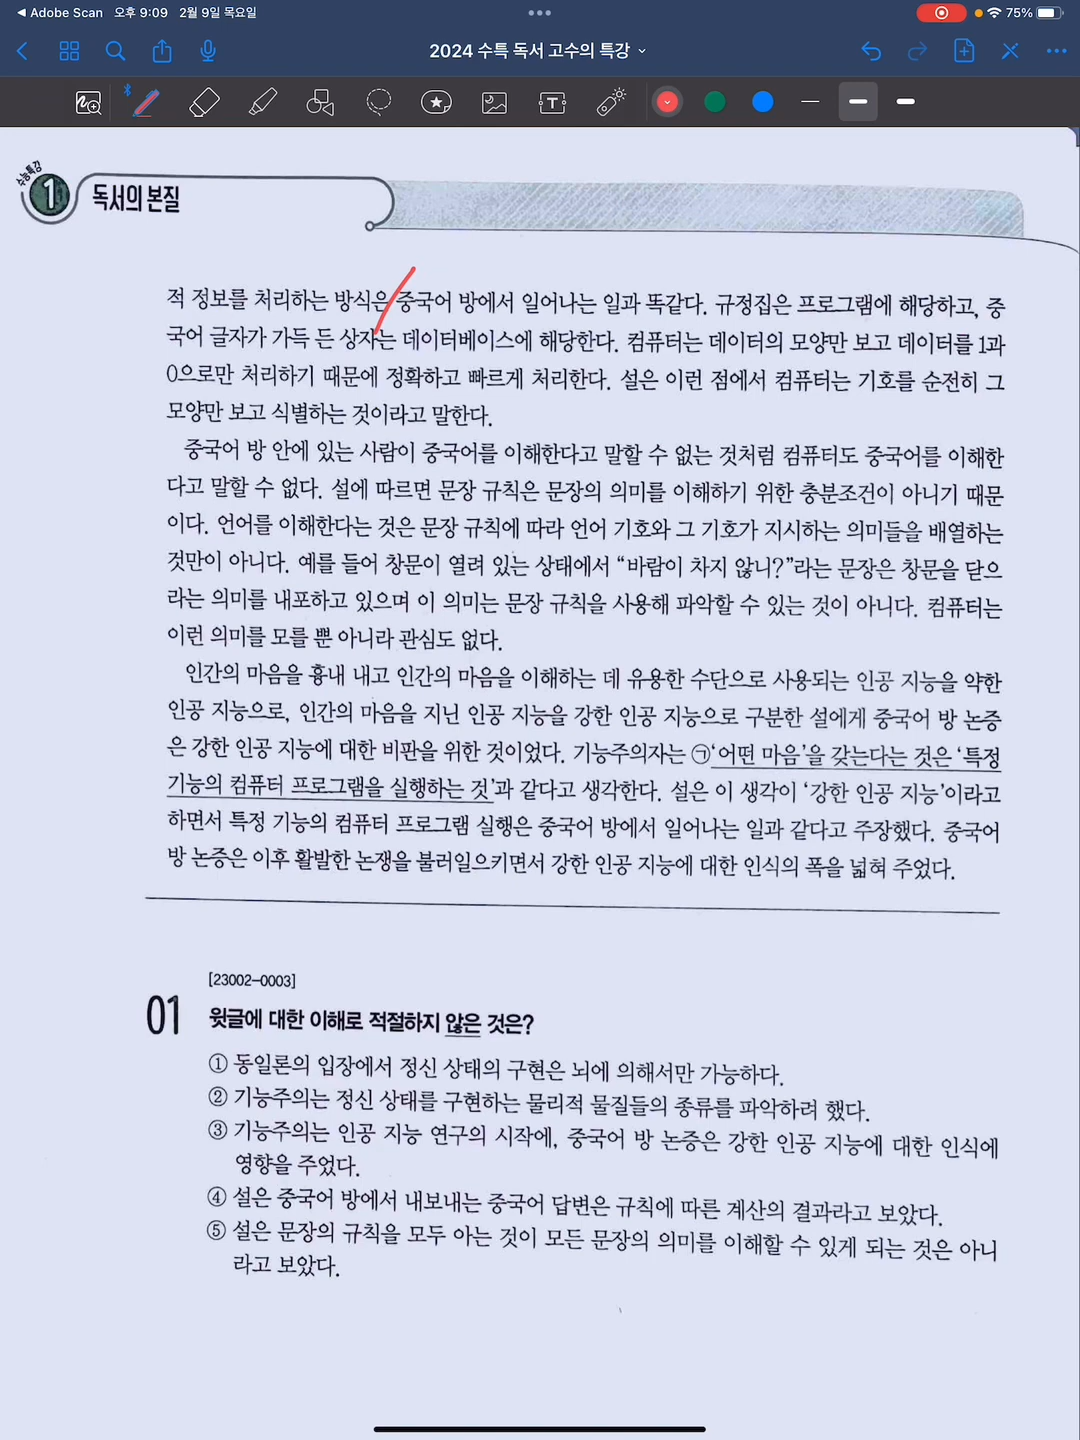 Adobe Scan 오후 9:09 2월 9일 목요일
75%
2024 수특 독서 고수의 특강
수능특강
1 독서의 본질
적 정보를 처리하는 방식은 중국어 방에서 일어나는 일과 똑같다. 규정집은 프로그램에 해당하고, 중
국어 글자가 가득 든 상자는 데이터베이스에 해당한다. 컴퓨터는 데이터의 모양만 보고 데이터를 1과
0으로만 처리하기 때문에 정확하고 빠르게 처리한다. 설은 이런 점에서 컴퓨터는 기호를 순전히 그
모양만 보고 식별하는 것이라고 말한다.
중국어 방 안에 있는 사람이 중국어를 이해한다고 말할 수 없는 것처럼 컴퓨터도 중국어를 이해한
다고 말할 수 없다. 설에 따르면 문장 규칙은 문장의 의미를 이해하기 위한 충분조건이 아니기 때문
이다. 언어를 이해한다는 것은 문장 규칙에 따라 언어 기호와 그 기호가 지시하는 의미들을 배열하는
것만이 아니다. 예를 들어 창문이 열려 있는 상태에서 “바람이 차지 않니?”라는 문장은 창문을 닫으
라는 의미를 내포하고 있으며 이 의미는 문장 규칙을 사용해 파악할 수 있는 것이 아니다. 컴퓨터는
이런 의미를 모를 뿐 아니라 관심도 없다.
인간의 마음을 흉내 내고 인간의 마음을 이해하는 데 유용한 수단으로 사용되는 인공 지능을 약한
인공 지능으로, 인간의 마음을 지닌 인공 지능을 강한 인공 지능으로 구분한 설에게 중국어 방 논증
은 강한 인공 지능에 대한 비판을 위한 것이었다. 기능주의자는 ㉠‘어떤 마음’을 갖는다는 것은 ‘특정
기능의 컴퓨터 프로그램을 실행하는 것’과 같다고 생각한다. 설은 이 생각이 ‘강한 인공 지능’이라고
하면서 특정 기능의 컴퓨터 프로그램 실행은 중국어 방에서 일어나는 일과 같다고 주장했다. 중국어
방 논증은 이후 활발한 논쟁을 불러일으키면서 강한 인공 지능에 대한 인식의 폭을 넓혀 주었다.
[23002-0003]
01 윗글에 대한 이해로 적절하지 않은 것은?
① 동일론의 입장에서 정신 상태의 구현은 뇌에 의해서만 가능하다.
② 기능주의는 정신 상태를 구현하는 물리적 물질들의 종류를 파악하려 했다.
③ 기능주의는 인공 지능 연구의 시작에, 중국어 방 논증은 강한 인공 지능에 대한 인식에
영향을 주었다.
④ 설은 중국어 방에서 내보내는 중국어 답변은 규칙에 따른 계산의 결과라고 보았다.
⑤ 설은 문장의 규칙을 모두 아는 것이 모든 문장의 의미를 이해할 수 있게 되는 것은 아니
라고 보았다.